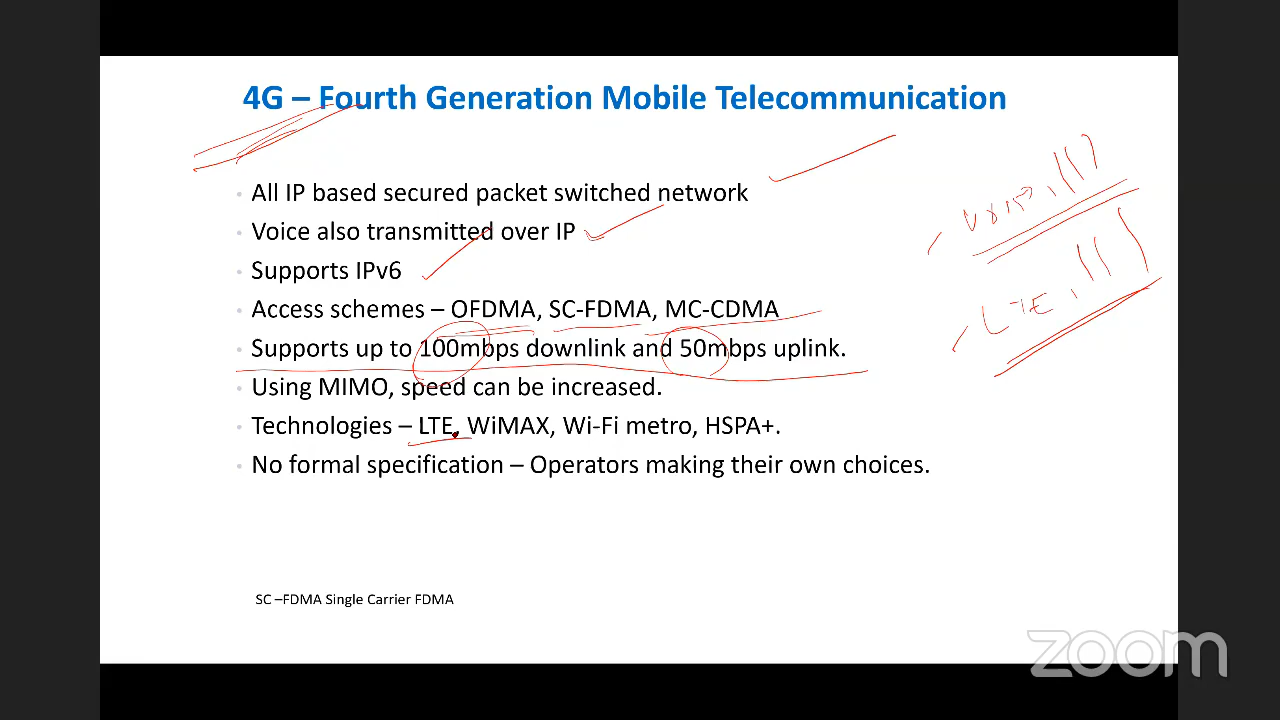 4G – Fourth Generation Mobile Telecommunication
• All IP based secured packet switched network
• Voice also transmitted over IP
• Supports IPv6
• Access schemes – OFDMA, SC-FDMA, MC-CDMA
• Supports up to 100mbps downlink and 50mbps uplink.
• Using MIMO, speed can be increased.
• Technologies – LTE, WiMAX, Wi-Fi metro, HSPA+.
• No formal specification – Operators making their own choices.
LTE
SC –FDMA Single Carrier FDMA
zoom